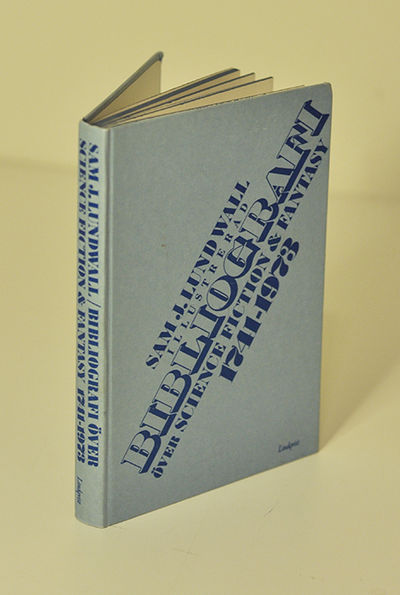 SAM J. LUNDWALL / BIBLIOGRAFI ÖVER
SCIENCE FICTION & FANTASY 1741-1973
Lindqvist
SAM J. LUNDWALL
ILLUSTRERAD
BIBLIOGRAFI
ÖVER SCIENCE FICTION & FANTASY
1741-1973
Lindqvist